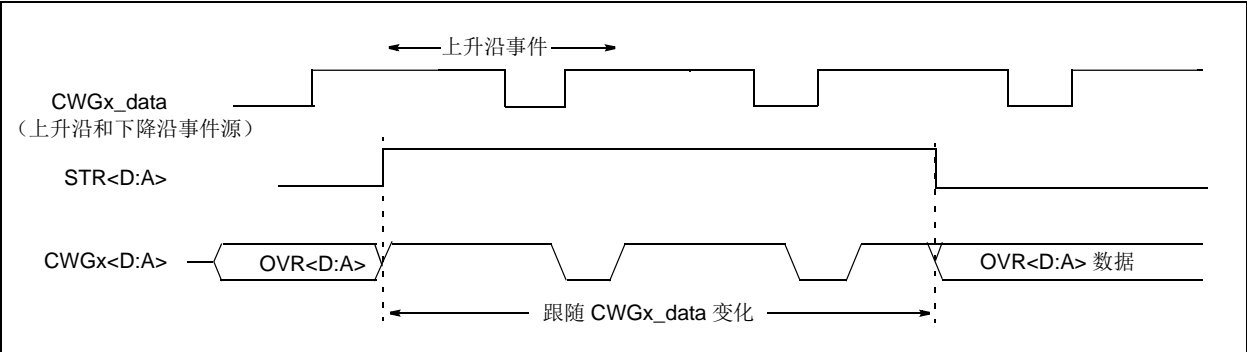 上升沿事件
CWGx_data
（上升沿和下降沿事件源）
STR<D:A>
CWGx<D:A>
OVR<D:A>
OVR<D:A> 数据
跟随 CWGx_data 变化